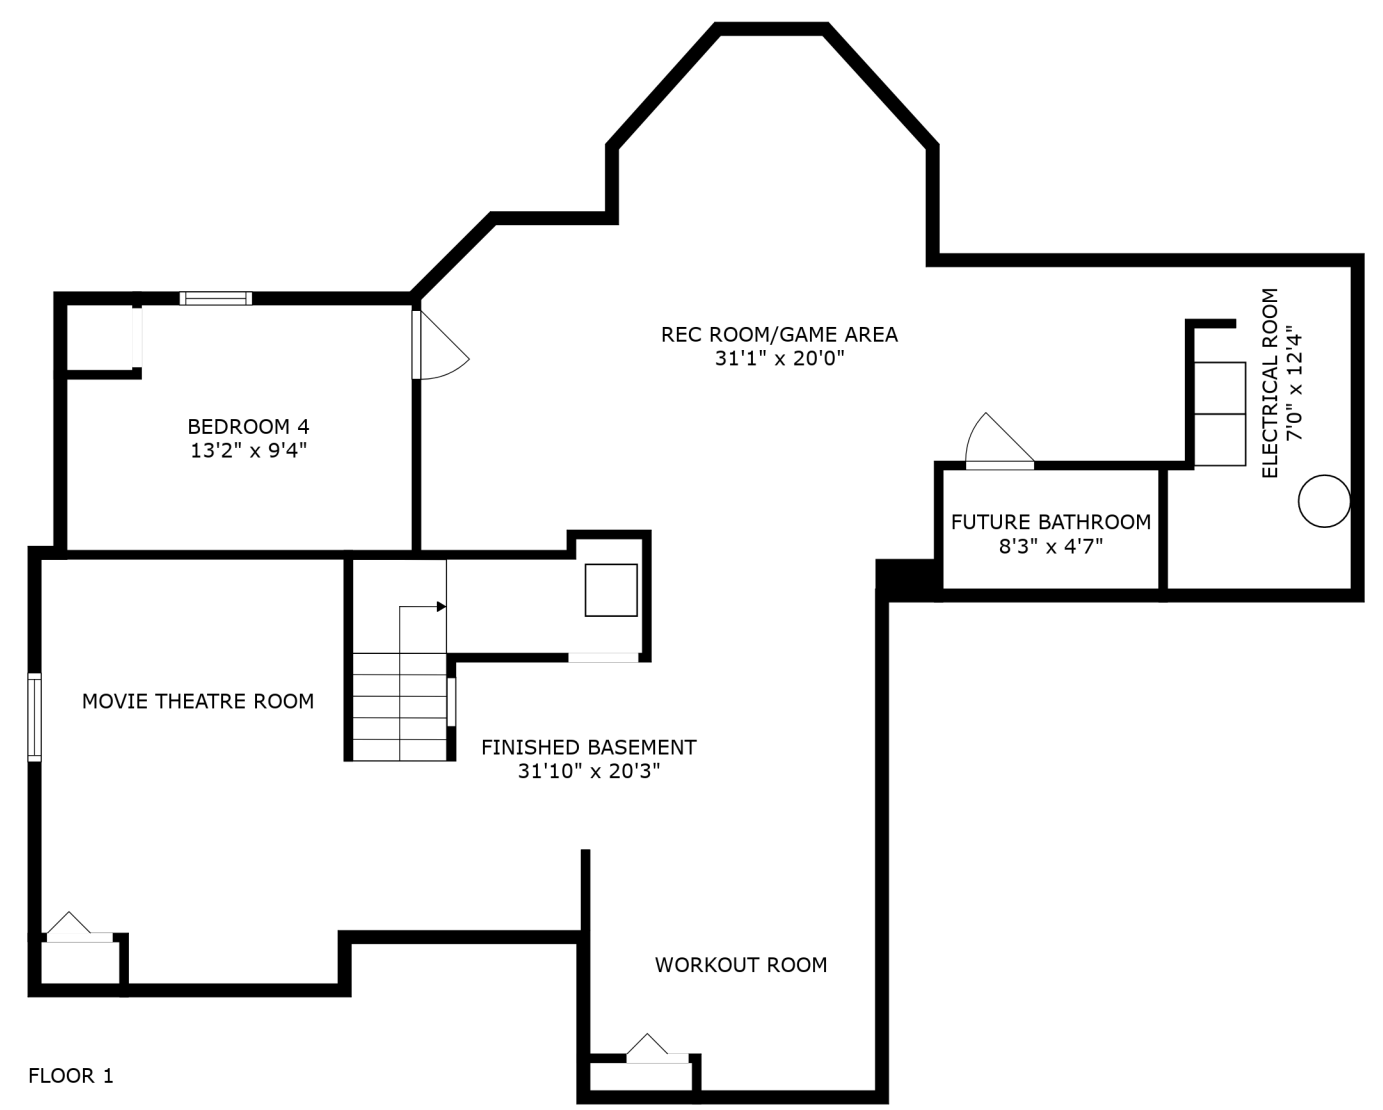 REC ROOM/GAME AREA
31'1" x 20'0"
ELECTRICAL ROOM
7'0" x 12'4"
BEDROOM 4
13'2" x 9'4"
FUTURE BATHROOM
8'3" x 4'7"
MOVIE THEATRE ROOM
FINISHED BASEMENT
31'10" x 20'3"
WORKOUT ROOM
FLOOR 1